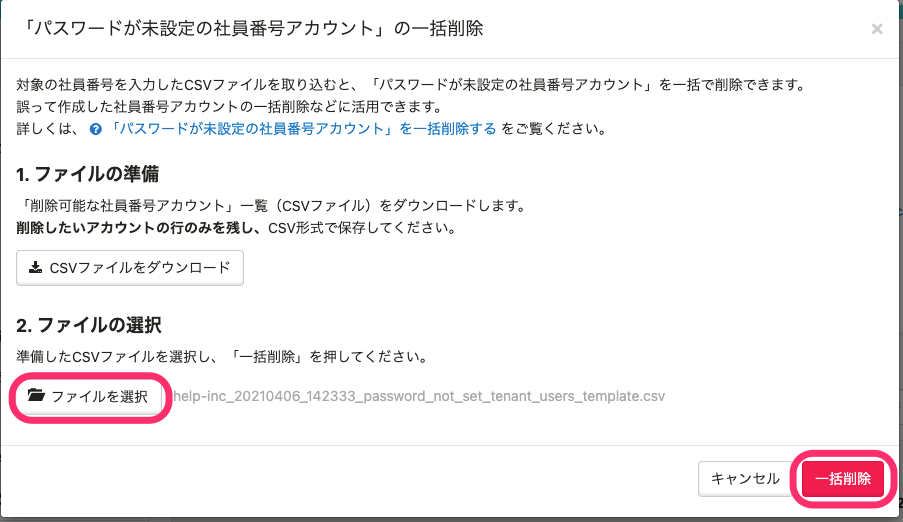 「パスワードが未設定の社員番号アカウント」の一括削除
×
対象の社員番号を入力したCSVファイルを取り込むと、「パスワードが未設定の社員番号アカウント」を一括で削除できます。
誤って作成した社員番号アカウントの一括削除などに活用できます。
詳しくは、 ? 「パスワードが未設定の社員番号アカウント」を一括削除する をご覧ください。
1. ファイルの準備
「削除可能な社員番号アカウント」一覧（CSVファイル）をダウンロードします。
削除したいアカウントの行のみを残し、CSV形式で保存してください。
CSVファイルをダウンロード
2. ファイルの選択
準備したCSVファイルを選択し、「一括削除」を押してください。
ファイルを選択 help-inc_20210406_142333_password_not_set_tenant_users_template.csv
キャンセル 一括削除